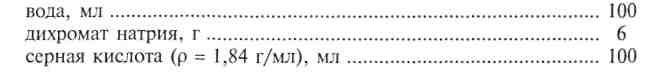 вода, мл ........................................................................ 100
дихромат натрия, г ........................................................ 6
серная кислота (ρ = 1,84 г/мл), мл ................................... 100